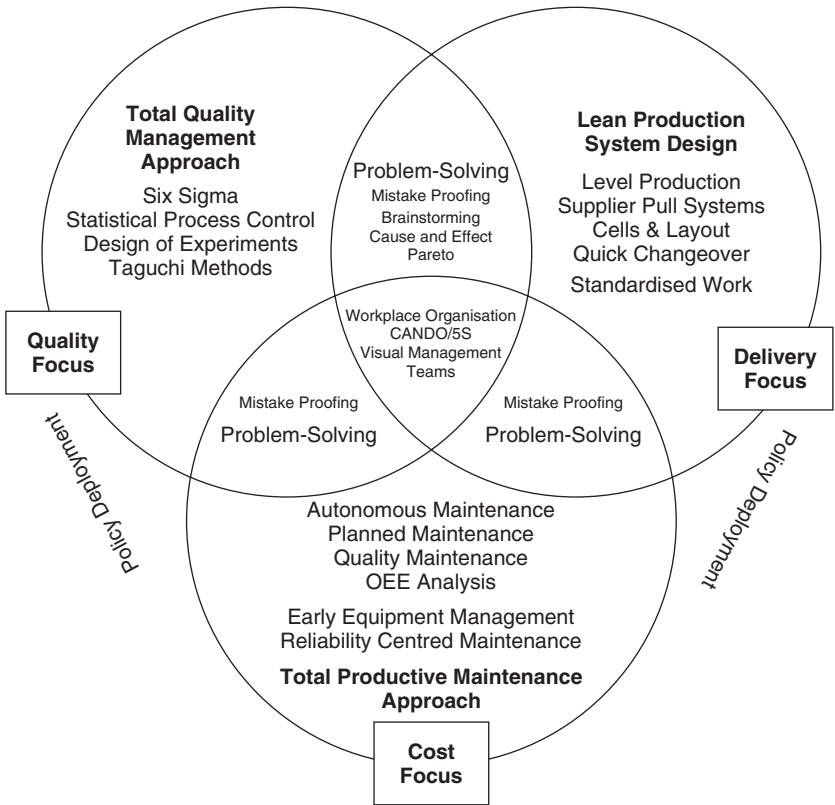 Total Quality
Management
Approach
Six Sigma
Statistical Process Control
Design of Experiments
Taguchi Methods
Quality
Focus
Problem-Solving
Mistake Proofing
Brainstorming
Cause and Effect
Pareto
Lean Production
System Design
Level Production
Supplier Pull Systems
Cells & Layout
Quick Changeover
Standardised Work
Delivery
Focus
Workplace Organisation
CANDO/5S
Visual Management
Teams
Mistake Proofing
Problem-Solving
Mistake Proofing
Problem-Solving
Policy Deployment
Policy Deployment
Autonomous Maintenance
Planned Maintenance
Quality Maintenance
OEE Analysis
Early Equipment Management
Reliability Centred Maintenance
Total Productive Maintenance
Approach
Cost
Focus